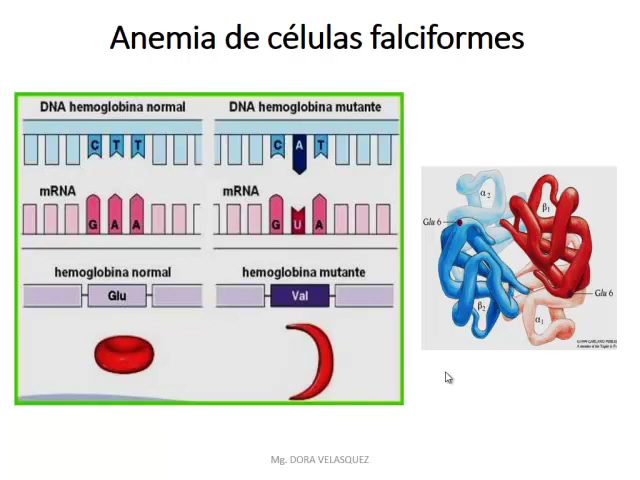 Anemia de células falciformes
DNA hemoglobina normal
DNA hemoglobina mutante
C T T
C A T
mRNA
mRNA
G A A
G U A
hemoglobina normal
hemoglobina mutante
Glu
Val
α2
β1
Glu 6
Glu 6
β2
α1
Mg. DORA VELASQUEZ